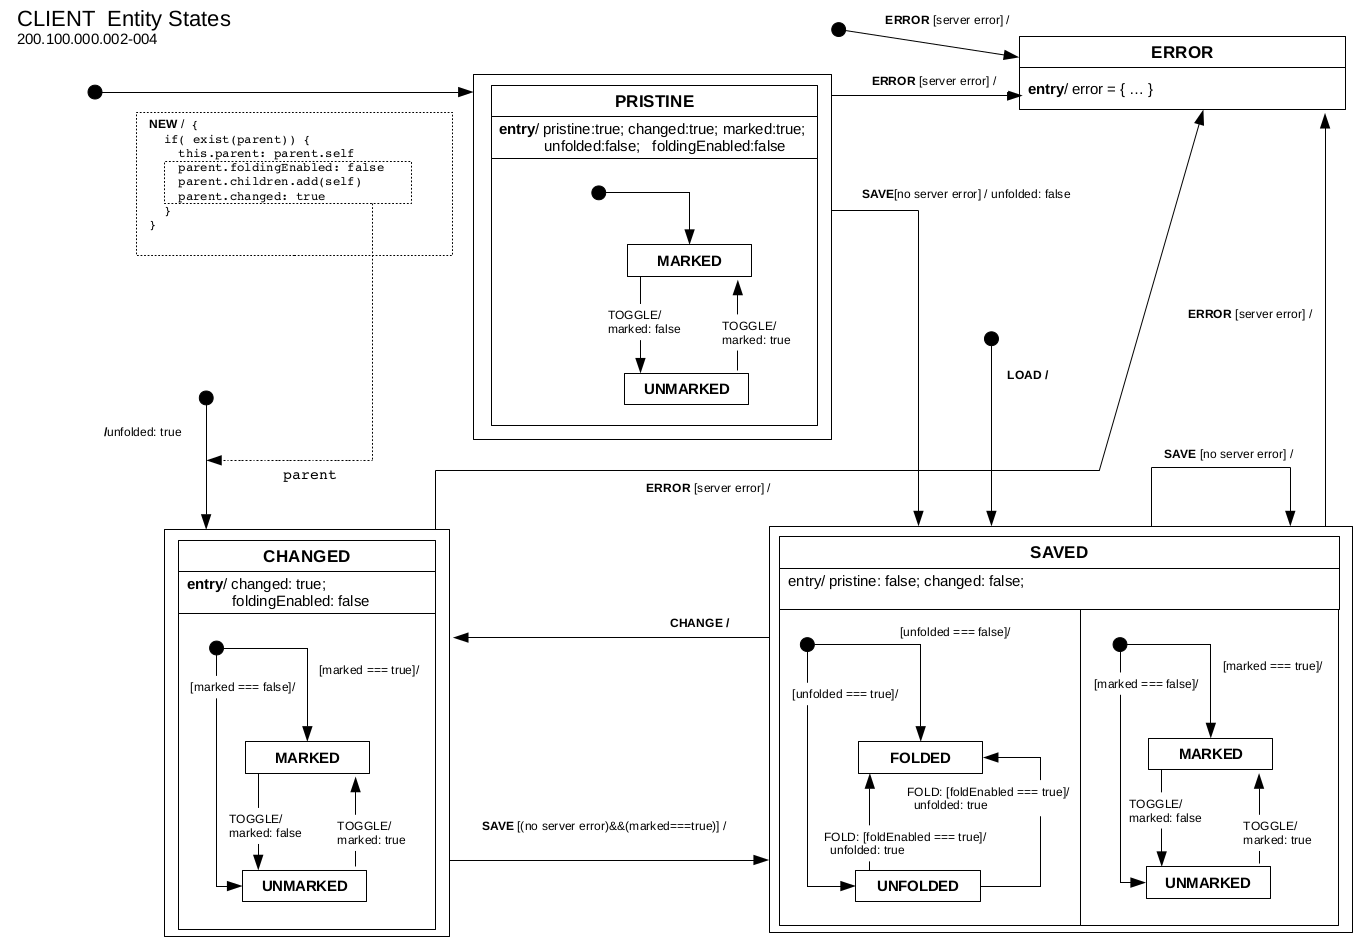 CLIENT  Entity States
200.100.000.002-004
ERROR [server error] /
ERROR
entry/ error = { … }
ERROR [server error] /
NEW / {
if( exist(parent)) {
this.parent: parent.self
parent.foldingEnabled: false
parent.children.add(self)
parent.changed: true
}
}
parent
PRISTINE
entry/ pristine:true; changed:true; marked:true;
unfolded:false;   foldingEnabled:false
MARKED
TOGGLE/
marked: false
TOGGLE/
marked: true
UNMARKED
SAVE[no server error] / unfolded: false
ERROR [server error] /
LOAD /
/unfolded: true
SAVE [no server error] /
ERROR [server error] /
CHANGED
entry/ changed: true;
foldingEnabled: false
[marked === true]/
[marked === false]/
MARKED
TOGGLE/
marked: false
TOGGLE/
marked: true
UNMARKED
CHANGE /
SAVE [(no server error)&&(marked===true)] /
SAVED
entry/ pristine: false; changed: false;
[unfolded === false]/
[unfolded === true]/
FOLDED
FOLD: [foldEnabled === true]/
unfolded: true
FOLD: [foldEnabled === true]/
unfolded: true
UNFOLDED
[marked === true]/
[marked === false]/
MARKED
TOGGLE/
marked: false
TOGGLE/
marked: true
UNMARKED